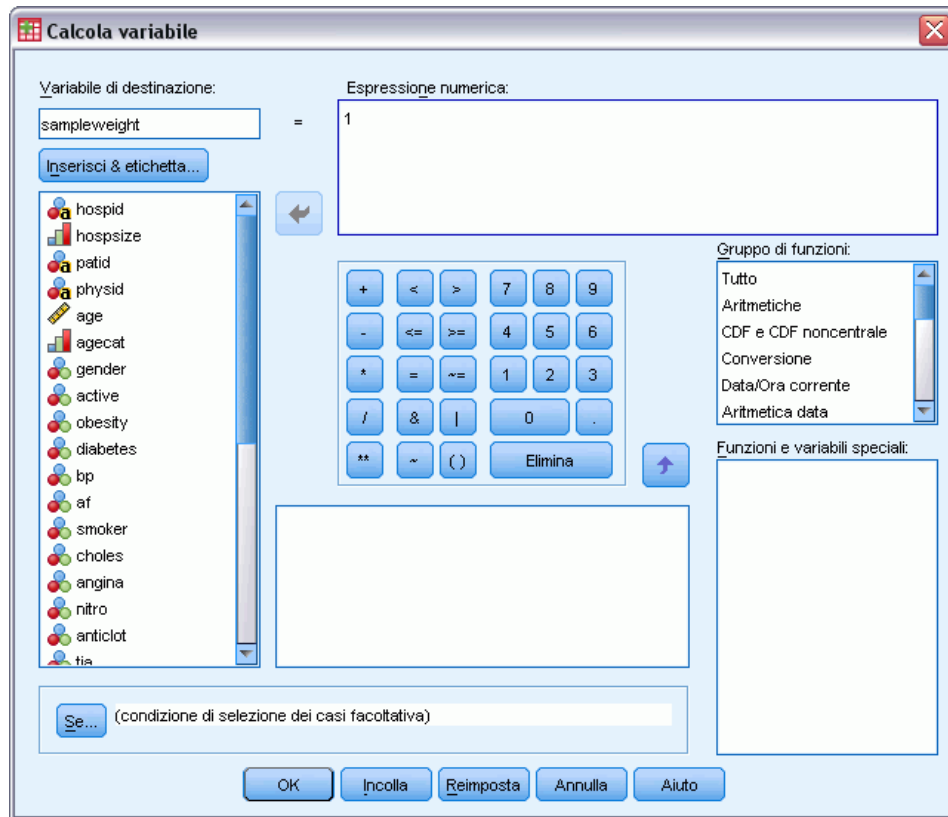 Calcola variabile
Variabile di destinazione:
Espressione numerica:
sampleweight
=
1
Inserisci & etichetta...
hospid
hospsize
patid
physid
age
agecat
gender
active
obesity
diabetes
bp
af
smoker
choles
angina
nitro
anticlot
tia
+ < > 7 8 9
- <= >= 4 5 6
* = ~= 1 2 3
/ & | 0 .
** ~ ( ) Elimina
Gruppo di funzioni:
Tutto
Aritmetiche
CDF e CDF noncentrale
Conversione
Data/Ora corrente
Aritmetica data
Funzioni e variabili speciali:
Se... (condizione di selezione dei casi facoltativa)
OK Incolla Reimposta Annulla Aiuto